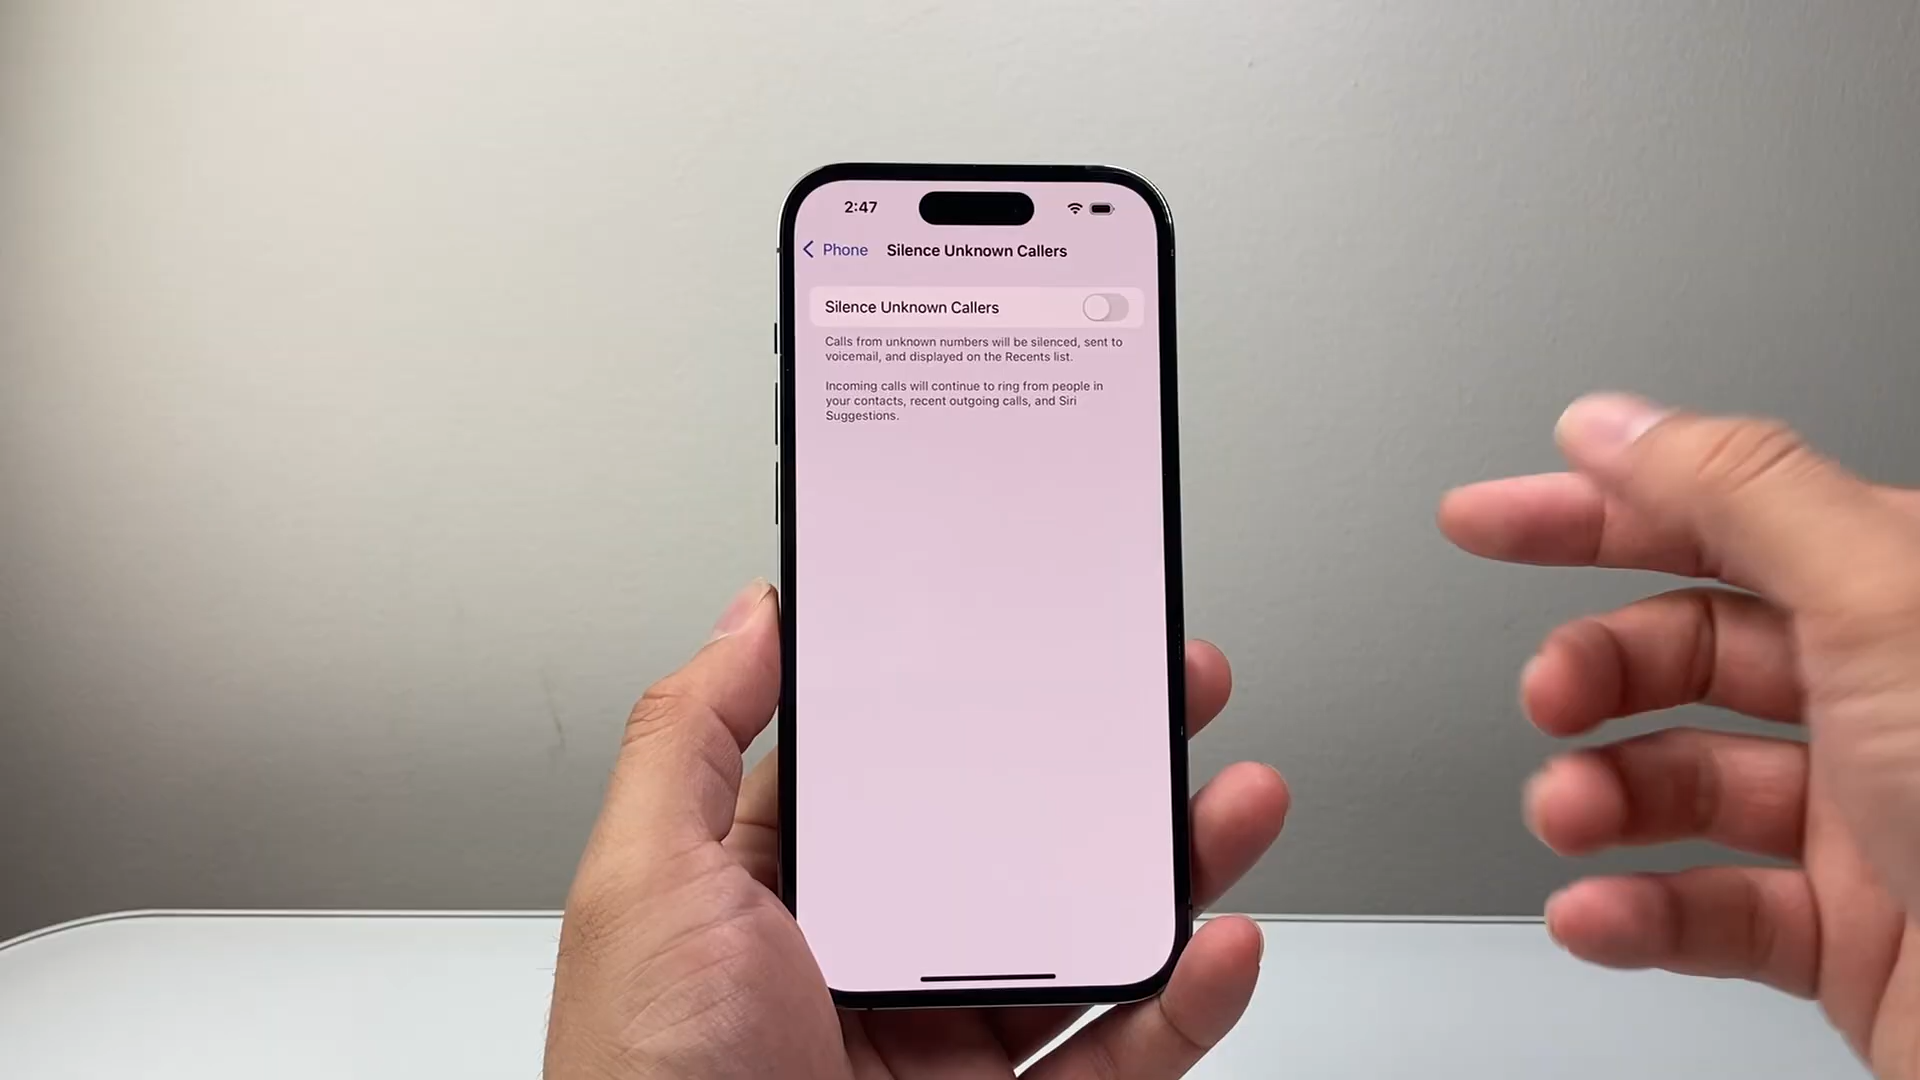 2:47
Phone Silence Unknown Callers
Silence Unknown Callers
Calls from unknown numbers will be silenced, sent to
voicemail, and displayed on the Recents list.
Incoming calls will continue to ring from people in
your contacts, recent outgoing calls, and Siri
Suggestions.